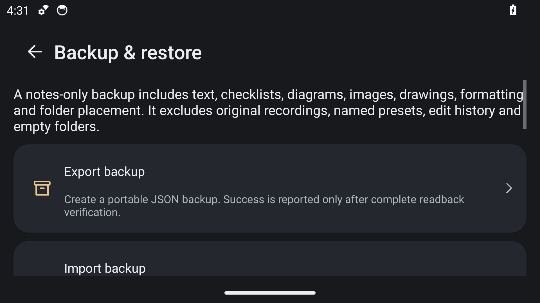 4:31
Backup & restore
A notes-only backup includes text, checklists, diagrams, images, drawings, formatting
and folder placement. It excludes original recordings, named presets, edit history and
empty folders.
Export backup
Create a portable JSON backup. Success is reported only after complete readback
verification.
Import backup